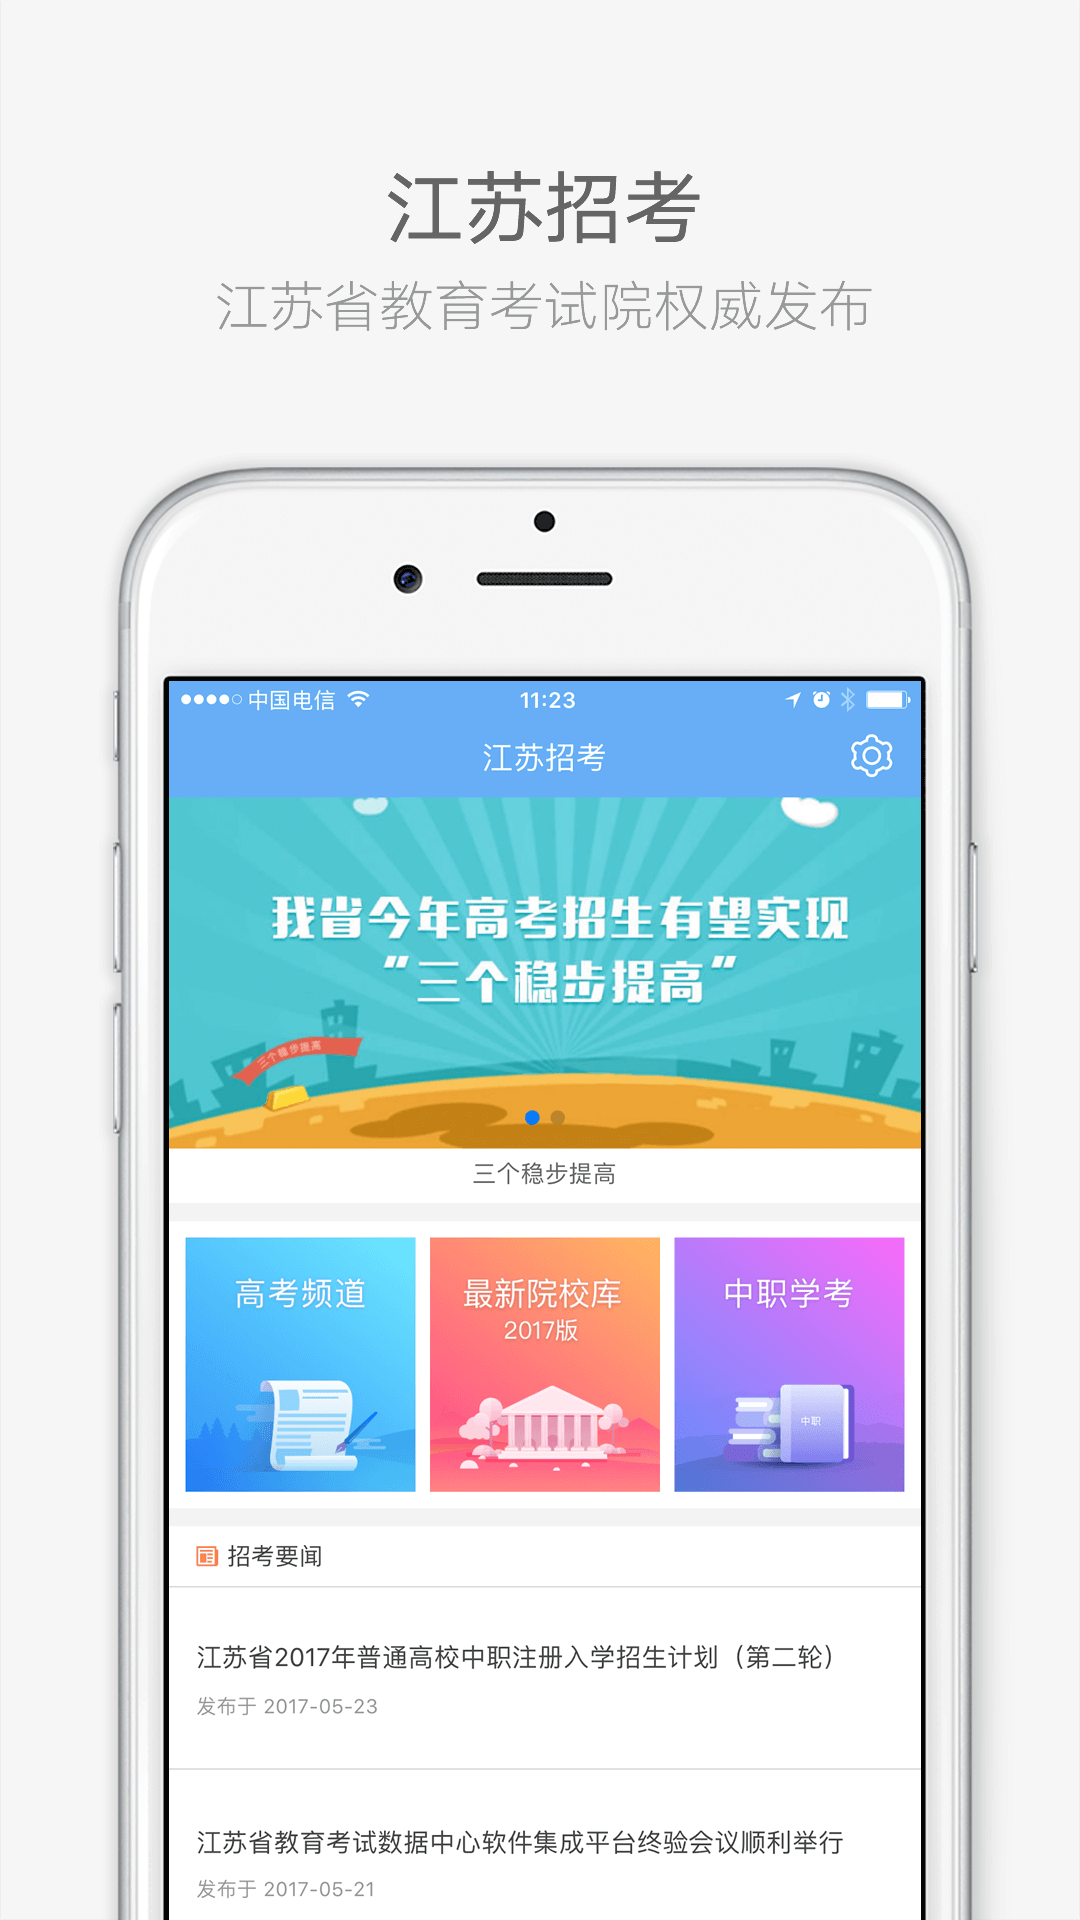 江苏招考
江苏省教育考试院权威发布
中国电信
11:23
江苏招考
我省今年高考招生有望实现
“三个稳步提高”
三个稳步提高
三个稳步提高
高考频道
最新院校库
2017版
中职学考
中职
招考要闻
江苏省2017年普通高校中职注册入学招生计划（第二轮）
发布于 2017-05-23
江苏省教育考试数据中心软件集成平台终验会议顺利举行
发布于 2017-05-21